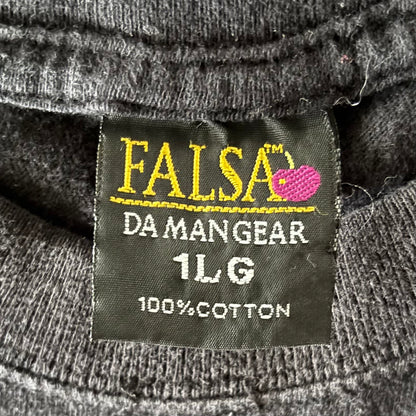 FALSA™
DA MAN GEAR
1LG
100% COTTON